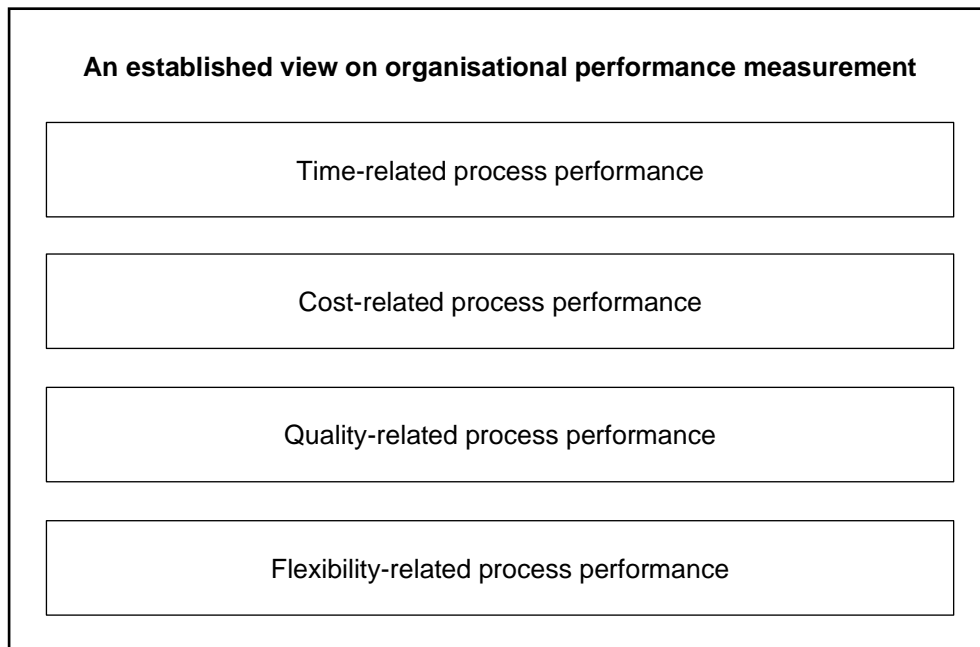 An established view on organisational performance measurement
Time-related process performance
Cost-related process performance
Quality-related process performance
Flexibility-related process performance